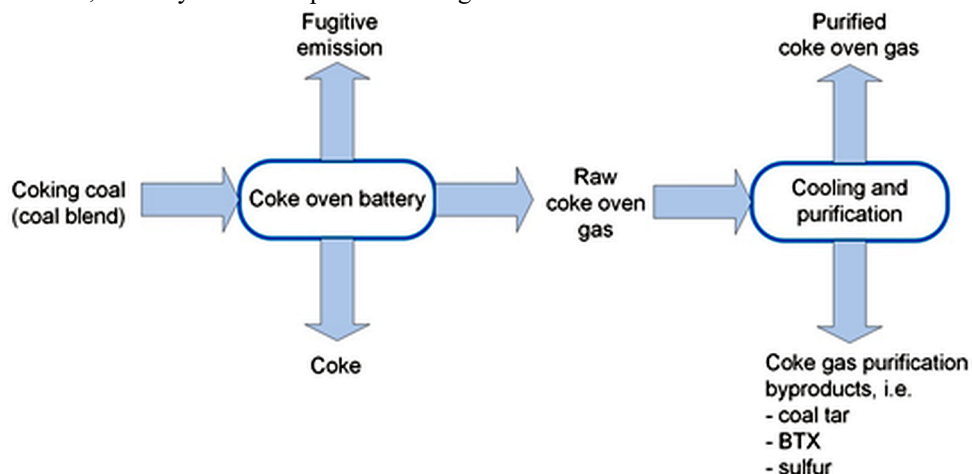 Fugitive
emission
Purified
coke oven gas
Coking coal
(coal blend)
Coke oven battery
Raw
coke oven
gas
Cooling and
purification
Coke
Coke gas purification
byproducts, i.e.
- coal tar
- BTX
- sulfur